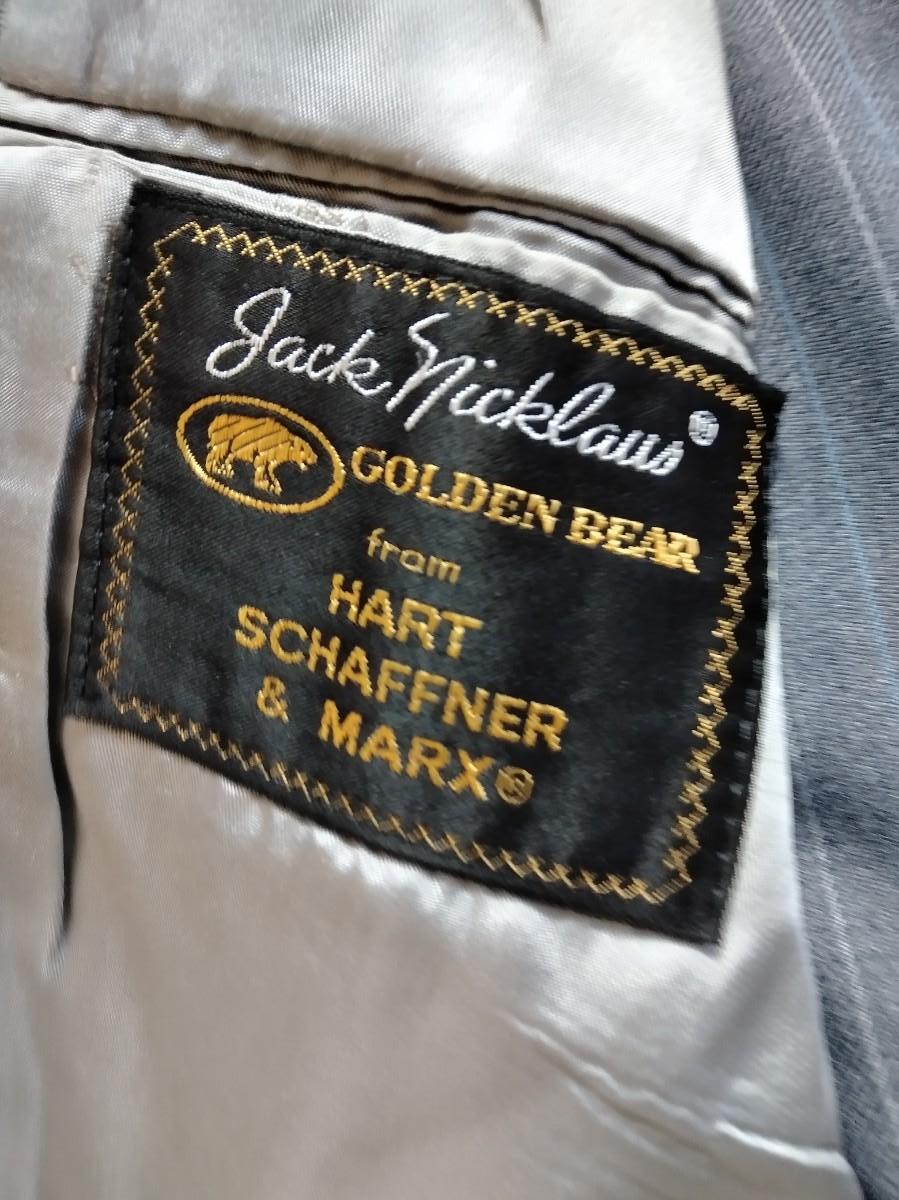 Jack Nicklaus®
GOLDEN BEAR
from
HART
SCHAFFNER
& MARX®